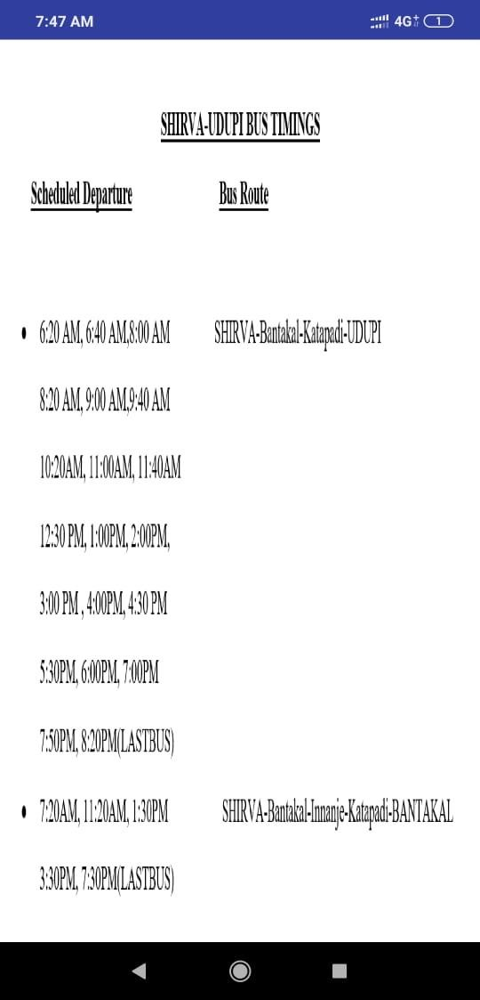 7:47 AM 4G+ 1
SHIRVA-UDUPI BUS TIMINGS
Scheduled Departure Bus Route
• 6:20 AM, 6:40 AM,8:00 AM SHIRVA-Bantakal-Katapadi-UDUPI
8:20 AM, 9:00 AM,9:40 AM
10:20AM, 11:00AM, 11:40AM
12:30 PM, 1:00PM, 2:00PM,
3:00 PM , 4:00PM, 4:30 PM
5:30PM, 6:00PM, 7:00PM
7:50PM, 8:20PM(LASTBUS)
• 7:20AM, 11:20AM, 1:30PM SHIRVA-Bantakal-Innanje-Katapadi-BANTAKAL
3:30PM, 7:30PM(LASTBUS)